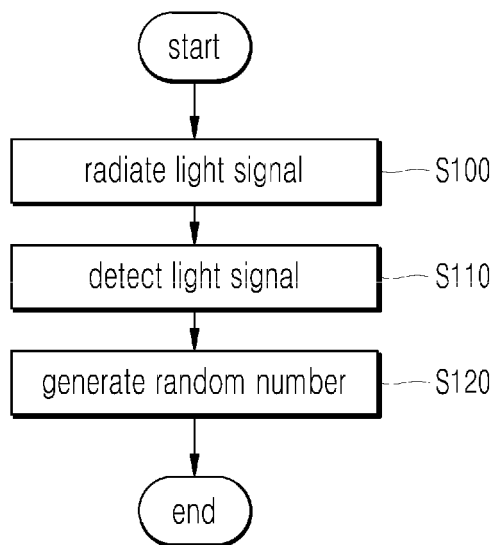 start
radiate light signal
S100
detect light signal
S110
generate random number
S120
end